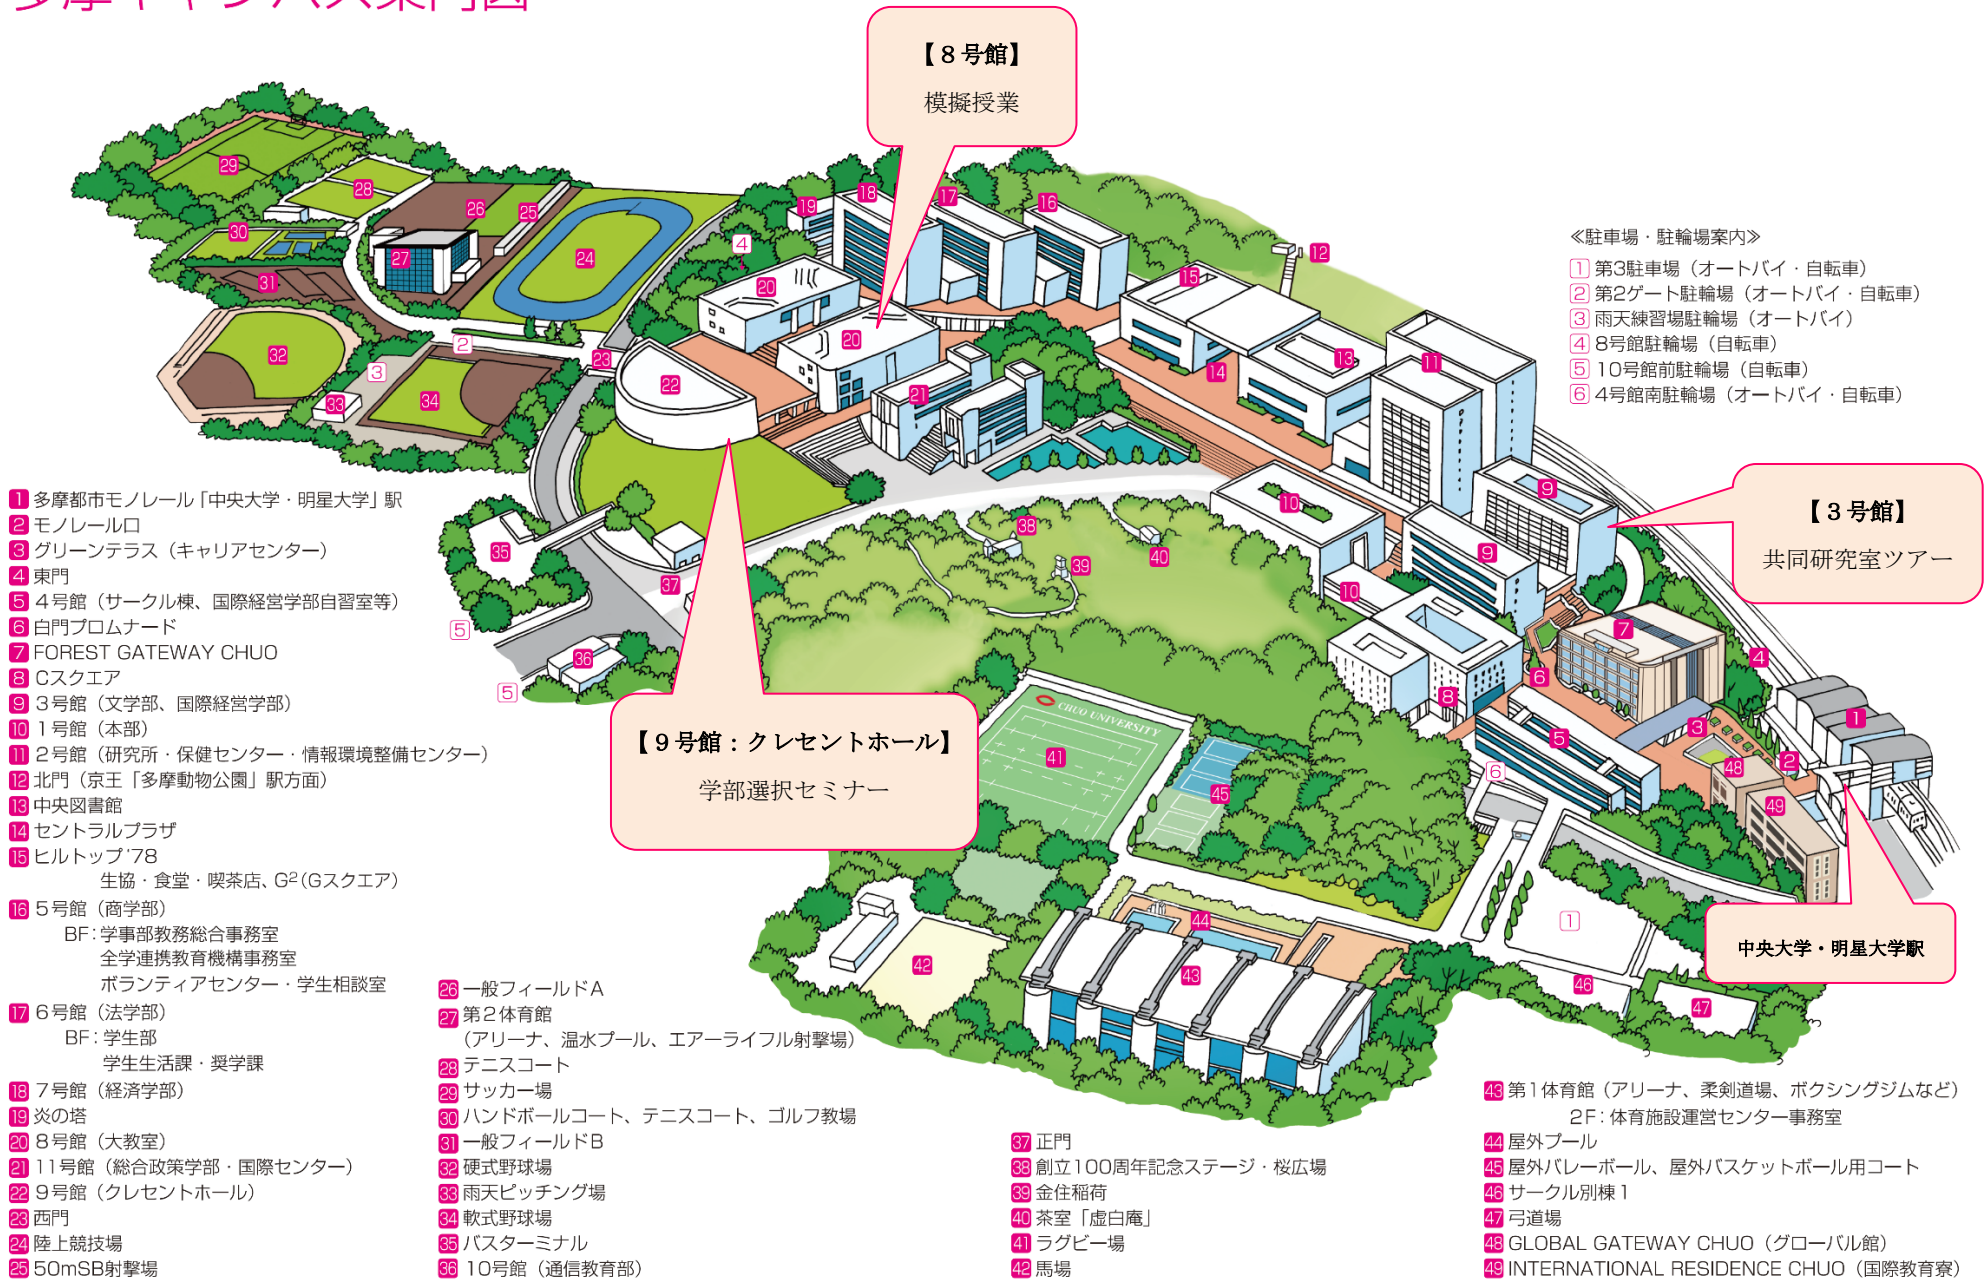 多摩キャンパス案内図
【8号館】
模擬授業
≪駐車場・駐輪場案内≫
1 第3駐車場（オートバイ・自転車）
2 第2ゲート駐輪場（オートバイ・自転車）
3 雨天練習場駐輪場（オートバイ）
4 8号館駐輪場（自転車）
5 10号館前駐輪場（自転車）
6 4号館南駐輪場（オートバイ・自転車）
【3号館】
共同研究室ツアー
【9号館：クレセントホール】
学部選択セミナー
中央大学・明星大学駅
CHUO UNIVERSITY
1 多摩都市モノレール「中央大学・明星大学」駅
2 モノレール口
3 グリーンテラス（キャリアセンター）
4 東門
5 4号館（サークル棟、国際経営学部自習室等）
6 白門プロムナード
7 FOREST GATEWAY CHUO
8 Cスクエア
9 3号館（文学部、国際経営学部）
10 1号館（本部）
11 2号館（研究所・保健センター・情報環境整備センター）
12 北門（京王「多摩動物公園」駅方面）
13 中央図書館
14 セントラルプラザ
15 ヒルトップ'78
生協・食堂・喫茶店、G²（Gスクエア）
16 5号館（商学部）
BF：学事部教務総合事務室
全学連携教育機構事務室
ボランティアセンター・学生相談室
17 6号館（法学部）
BF：学生部
学生生活課・奨学課
18 7号館（経済学部）
19 炎の塔
20 8号館（大教室）
21 11号館（総合政策学部・国際センター）
22 9号館（クレセントホール）
23 西門
24 陸上競技場
25 50mSB射撃場
26 一般フィールドA
27 第2体育館
（アリーナ、温水プール、エアーライフル射撃場）
28 テニスコート
29 サッカー場
30 ハンドボールコート、テニスコート、ゴルフ教場
31 一般フィールドB
32 硬式野球場
33 雨天ピッチング場
34 軟式野球場
35 バスターミナル
36 10号館（通信教育部）
37 正門
38 創立100周年記念ステージ・桜広場
39 金住稲荷
40 茶室「虚白庵」
41 ラグビー場
42 馬場
43 第1体育館（アリーナ、柔剣道場、ボクシングジムなど）
2F：体育施設運営センター事務室
44 屋外プール
45 屋外バレーボール、屋外バスケットボール用コート
46 サークル別棟1
47 弓道場
48 GLOBAL GATEWAY CHUO（グローバル館）
49 INTERNATIONAL RESIDENCE CHUO（国際教育寮）